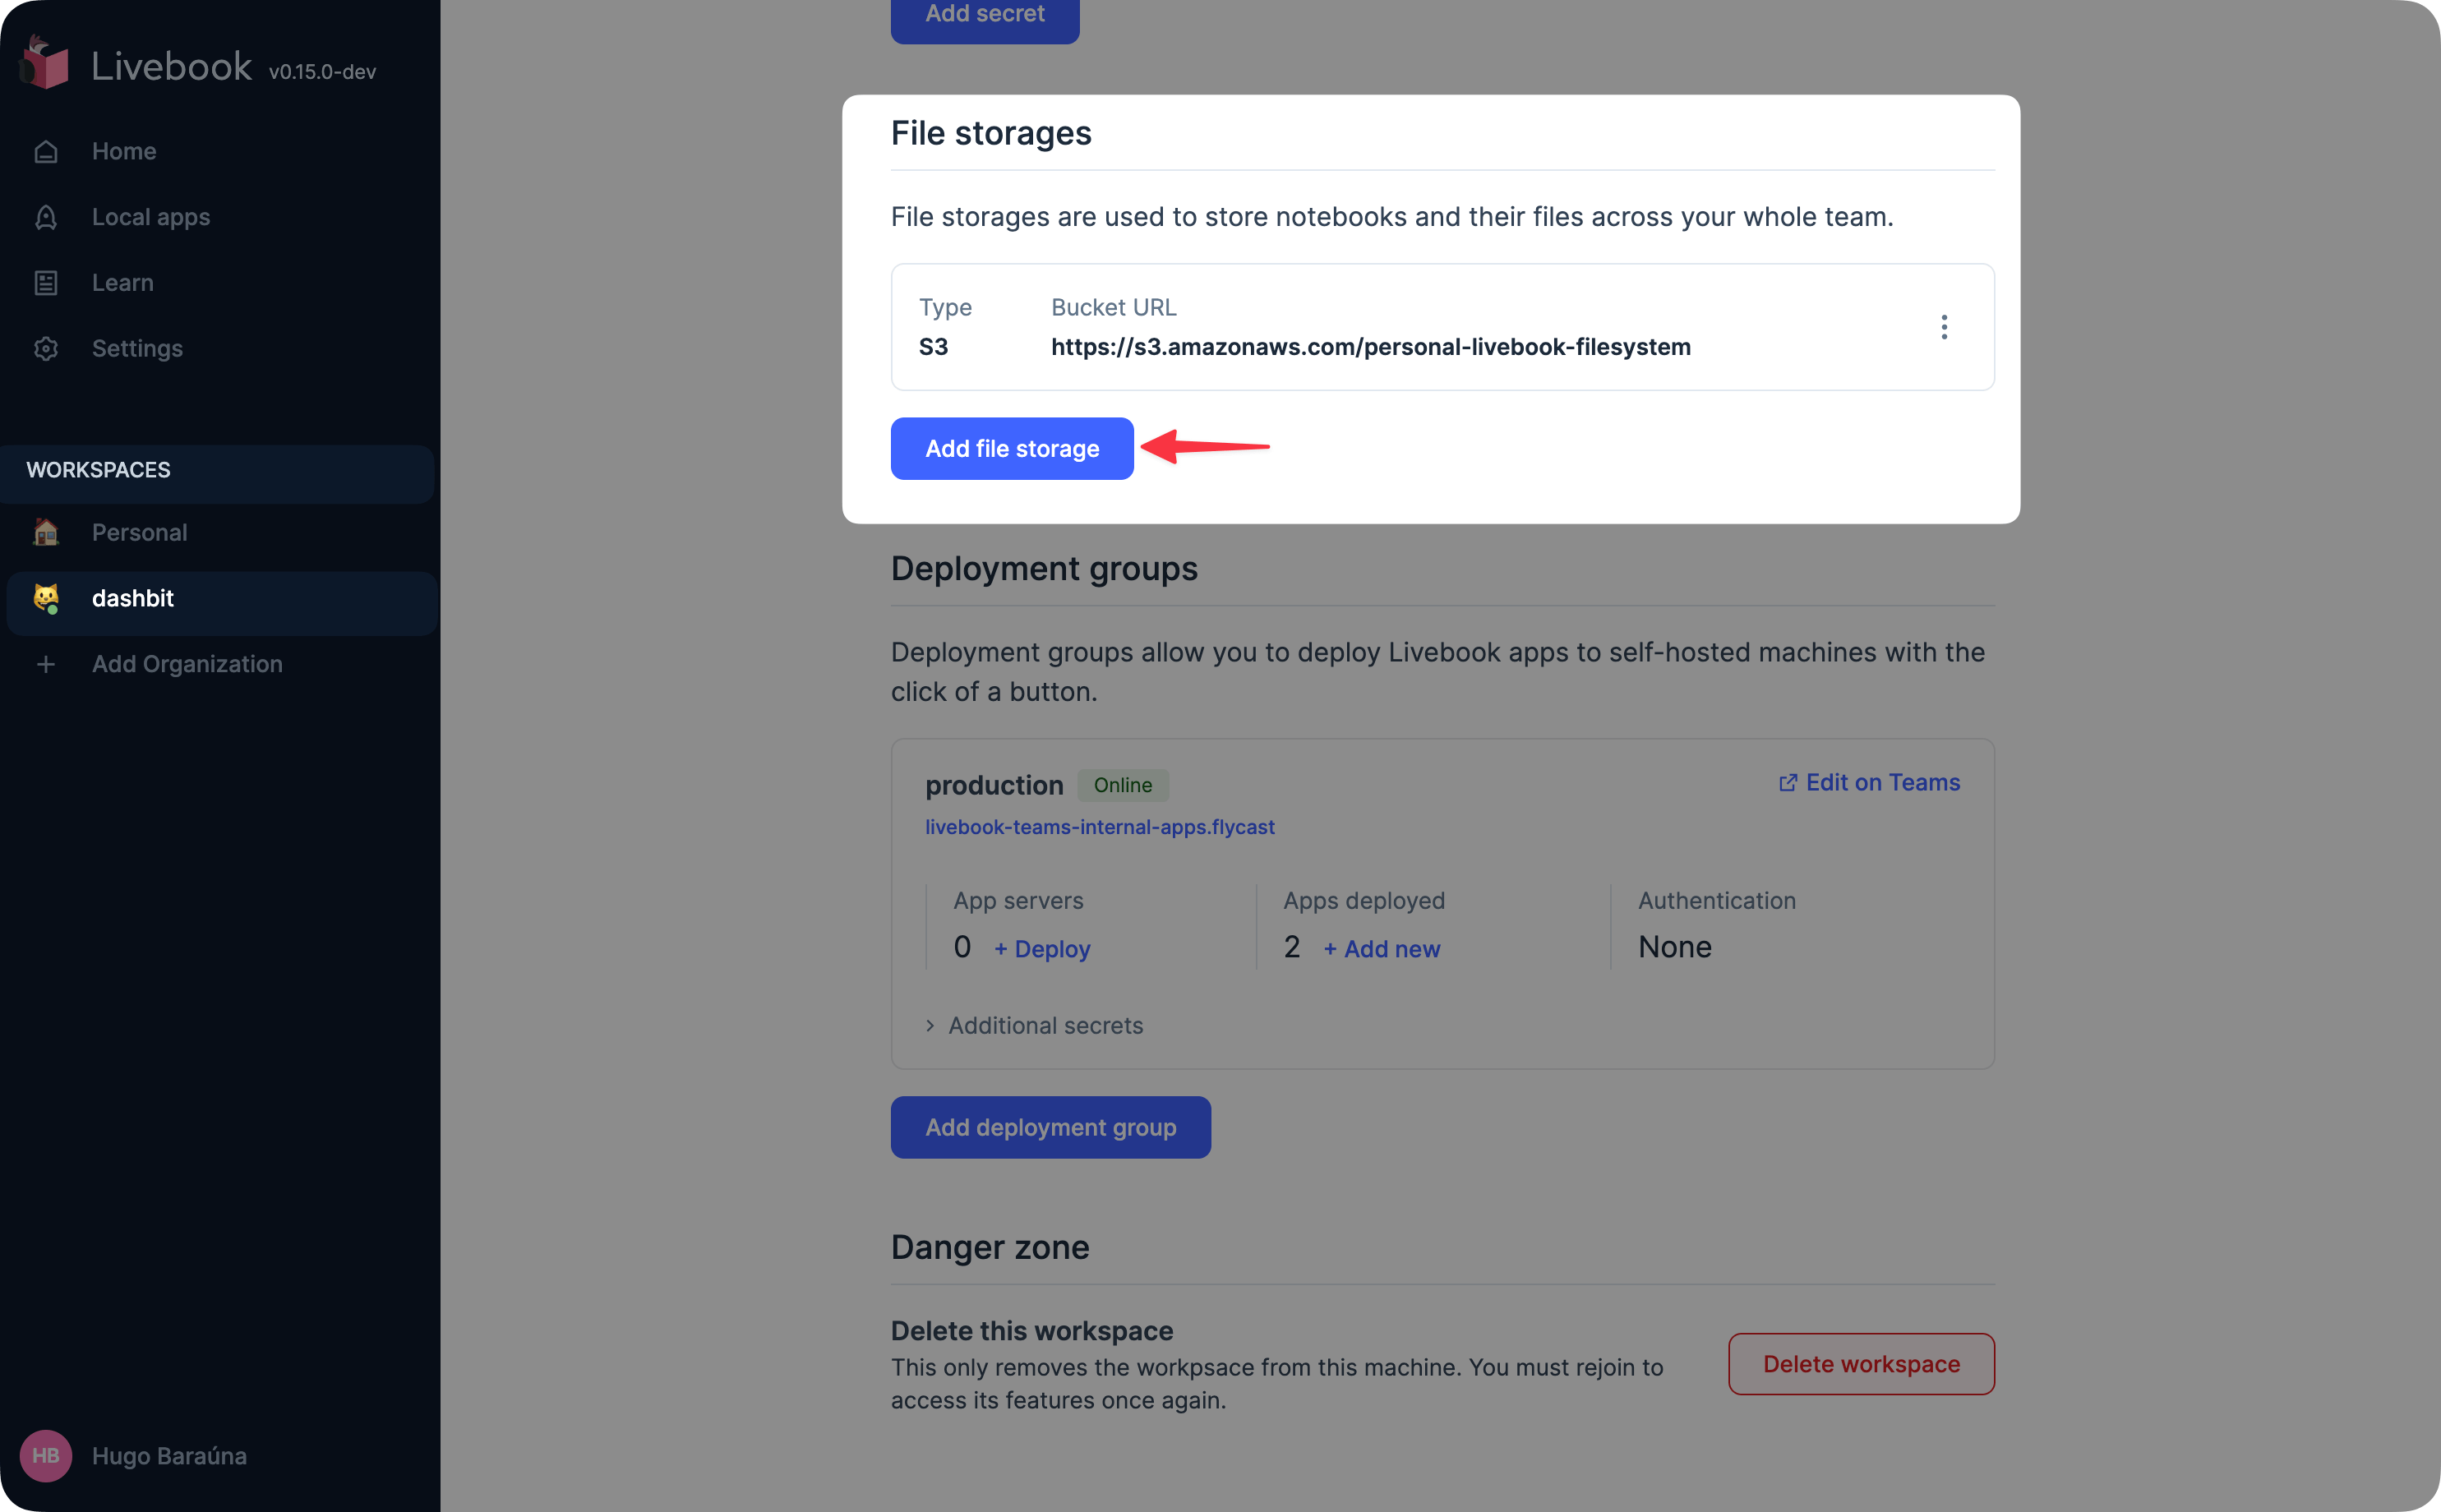 Livebook v0.15.0-dev
Home
Local apps
Learn
Settings
WORKSPACES
Personal
dashbit
Add Organization
HB Hugo Baraúna
Add secret
File storages
File storages are used to store notebooks and their files across your whole team.
Type Bucket URL
S3 https://s3.amazonaws.com/personal-livebook-filesystem
Add file storage
Deployment groups
Deployment groups allow you to deploy Livebook apps to self-hosted machines with the
click of a button.
production Online Edit on Teams
livebook-teams-internal-apps.flycast
App servers Apps deployed Authentication
0 + Deploy 2 + Add new None
Additional secrets
Add deployment group
Danger zone
Delete this workspace
This only removes the workpsace from this machine. You must rejoin to
access its features once again.
Delete workspace